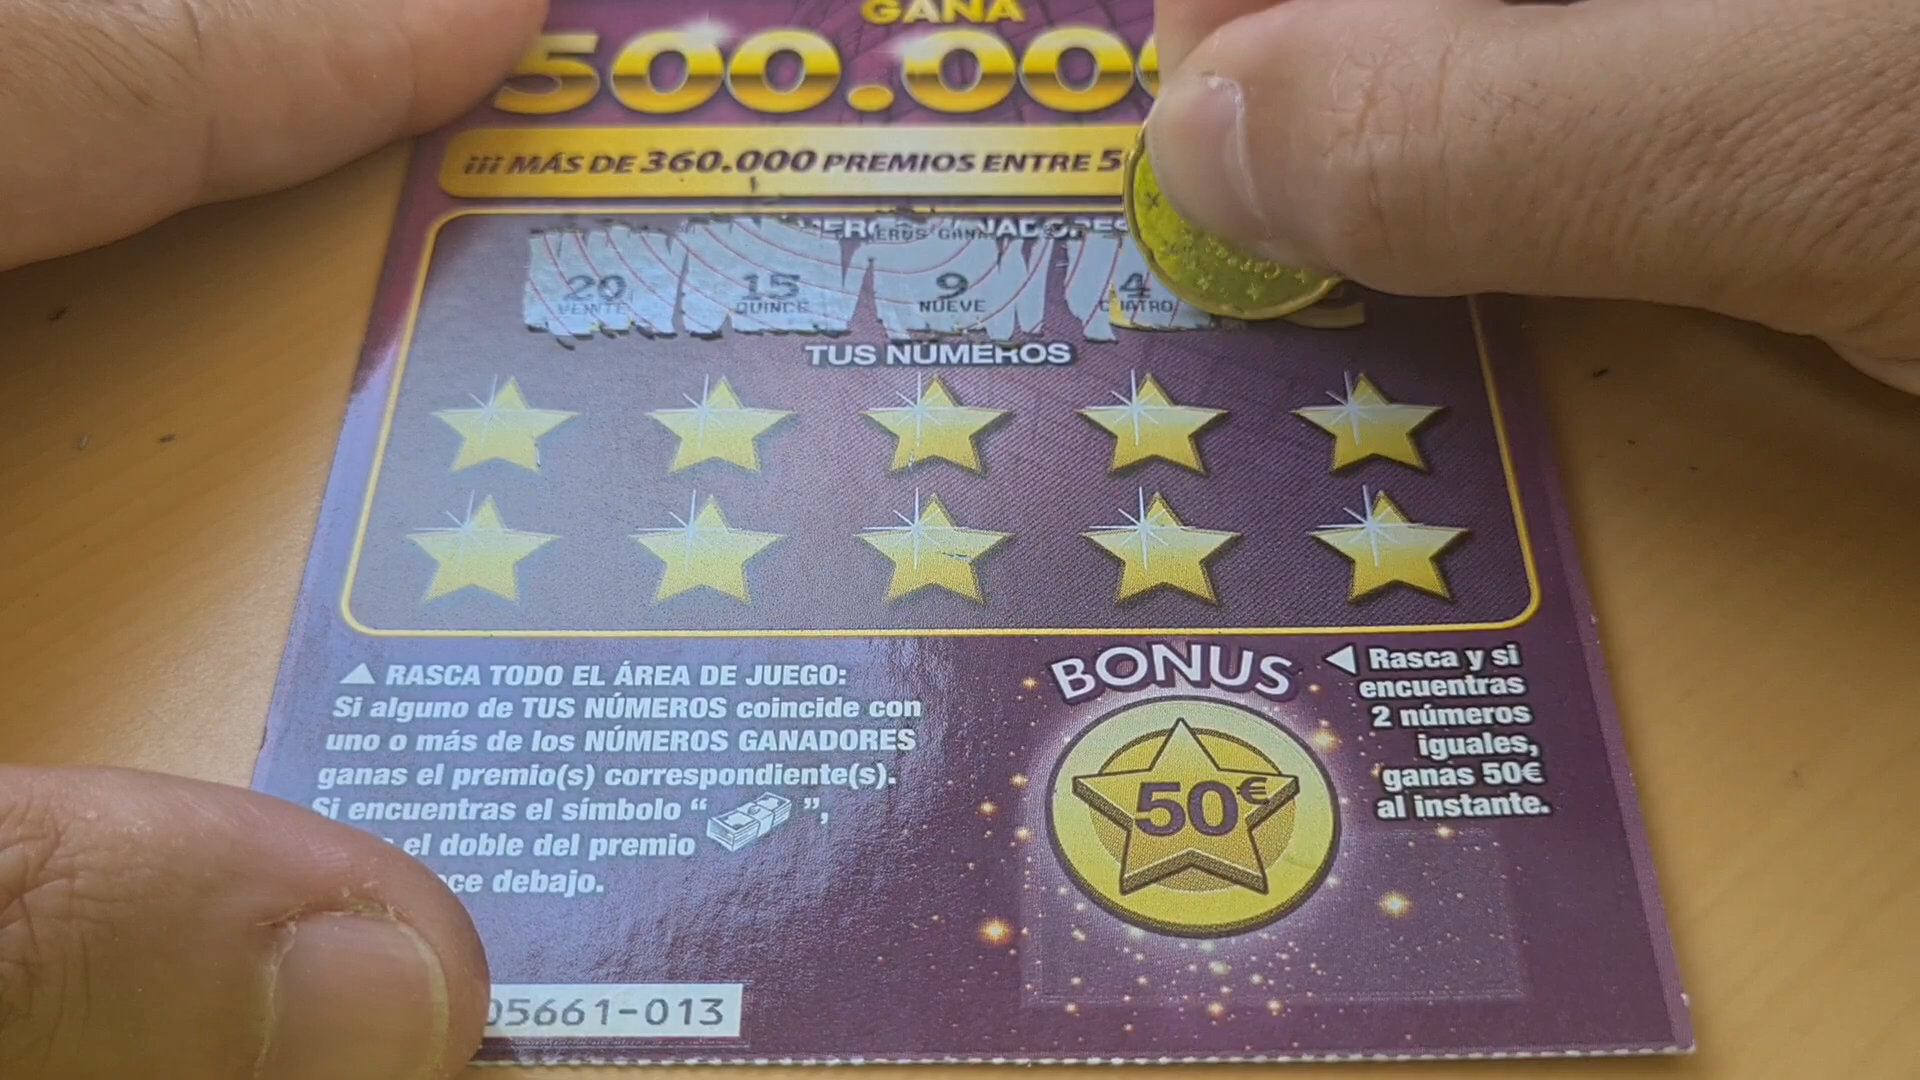 GANA
500.00
¡¡¡ MÁS DE 360.000 PREMIOS ENTRE 5
20 15 9 4
VEINTE QUINCE NUEVE CUATRO
TUS NÚMEROS
▲ RASCA TODO EL ÁREA DE JUEGO:
Si alguno de TUS NÚMEROS coincide con
uno o más de los NÚMEROS GANADORES
ganas el premio(s) correspondiente(s).
Si encuentras el símbolo “ ”,
el doble del premio
ce debajo.
05661-013
BONUS
50€
◀ Rasca y si
encuentras
2 números
iguales,
ganas 50€
al instante.